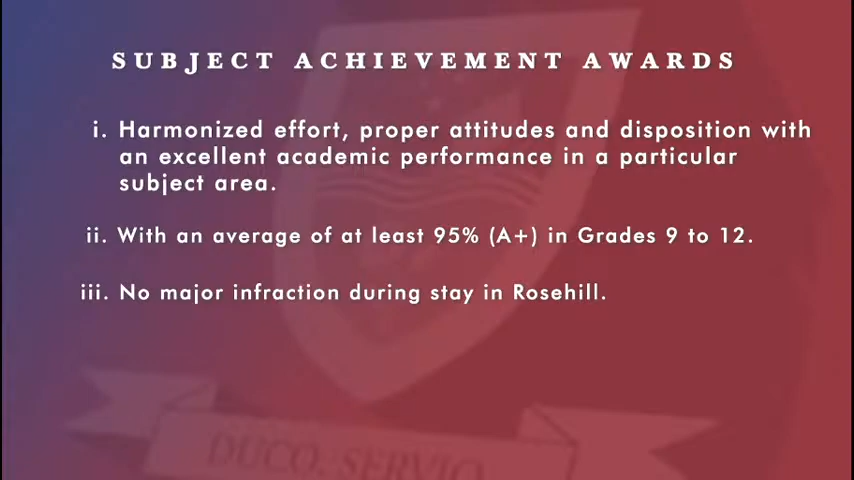 SUBJECT ACHIEVEMENT AWARDS
i. Harmonized effort, proper attitudes and disposition with
an excellent academic performance in a particular
subject area.
ii. With an average of at least 95% (A+) in Grades 9 to 12.
iii. No major infraction during stay in Rosehill.
DUCO, SERVIO